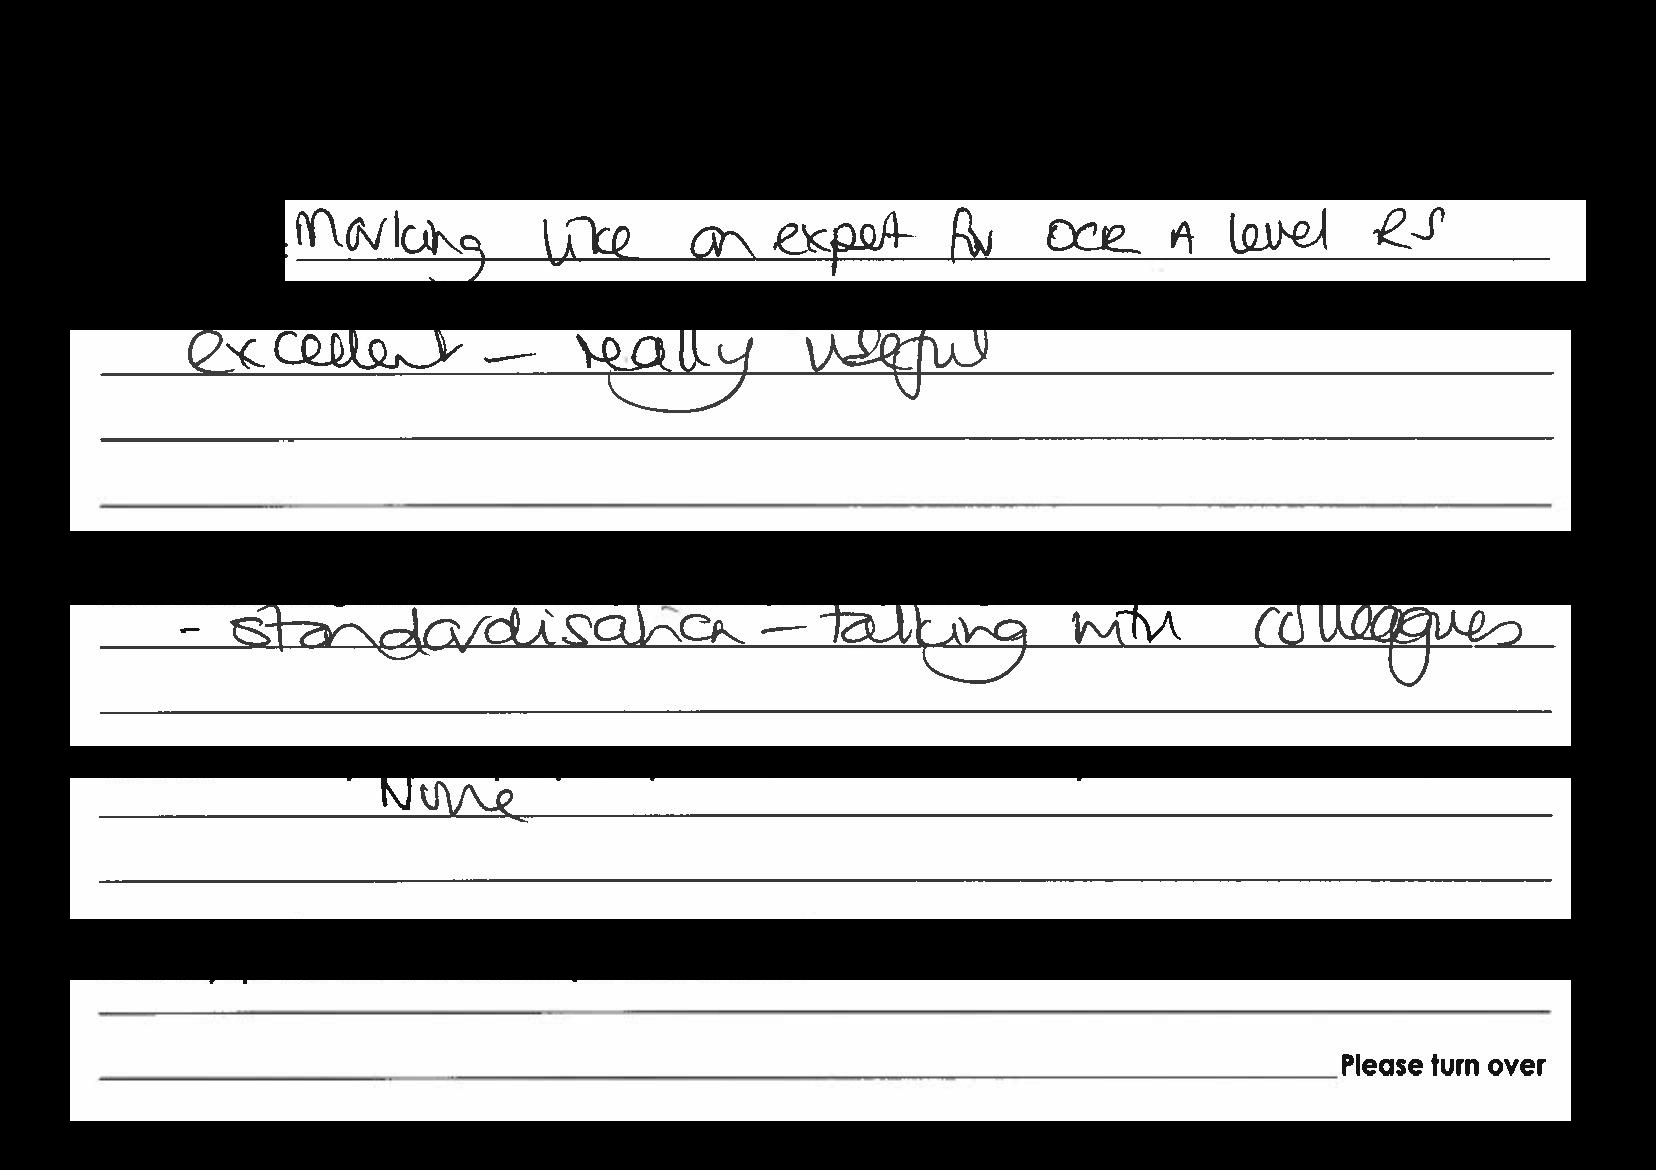 Marking like an expert for OCR A level RS
excellent – really useful
- standardisation – talking with colleagues
None
Please turn over